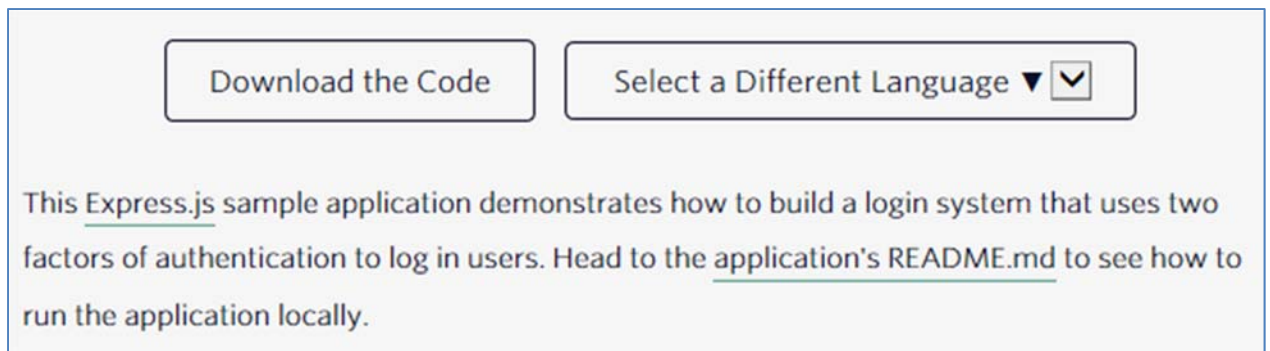 Download the Code
Select a Different Language ▼
This Express.js sample application demonstrates how to build a login system that uses two
factors of authentication to log in users. Head to the application's README.md to see how to
run the application locally.